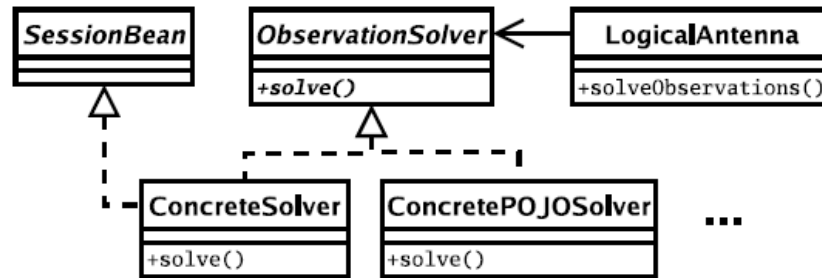 SessionBean
ObservationSolver
+solve()
LogicalAntenna
+solveObservations()
ConcreteSolver
+solve()
ConcretePOJOSolver
+solve()
...